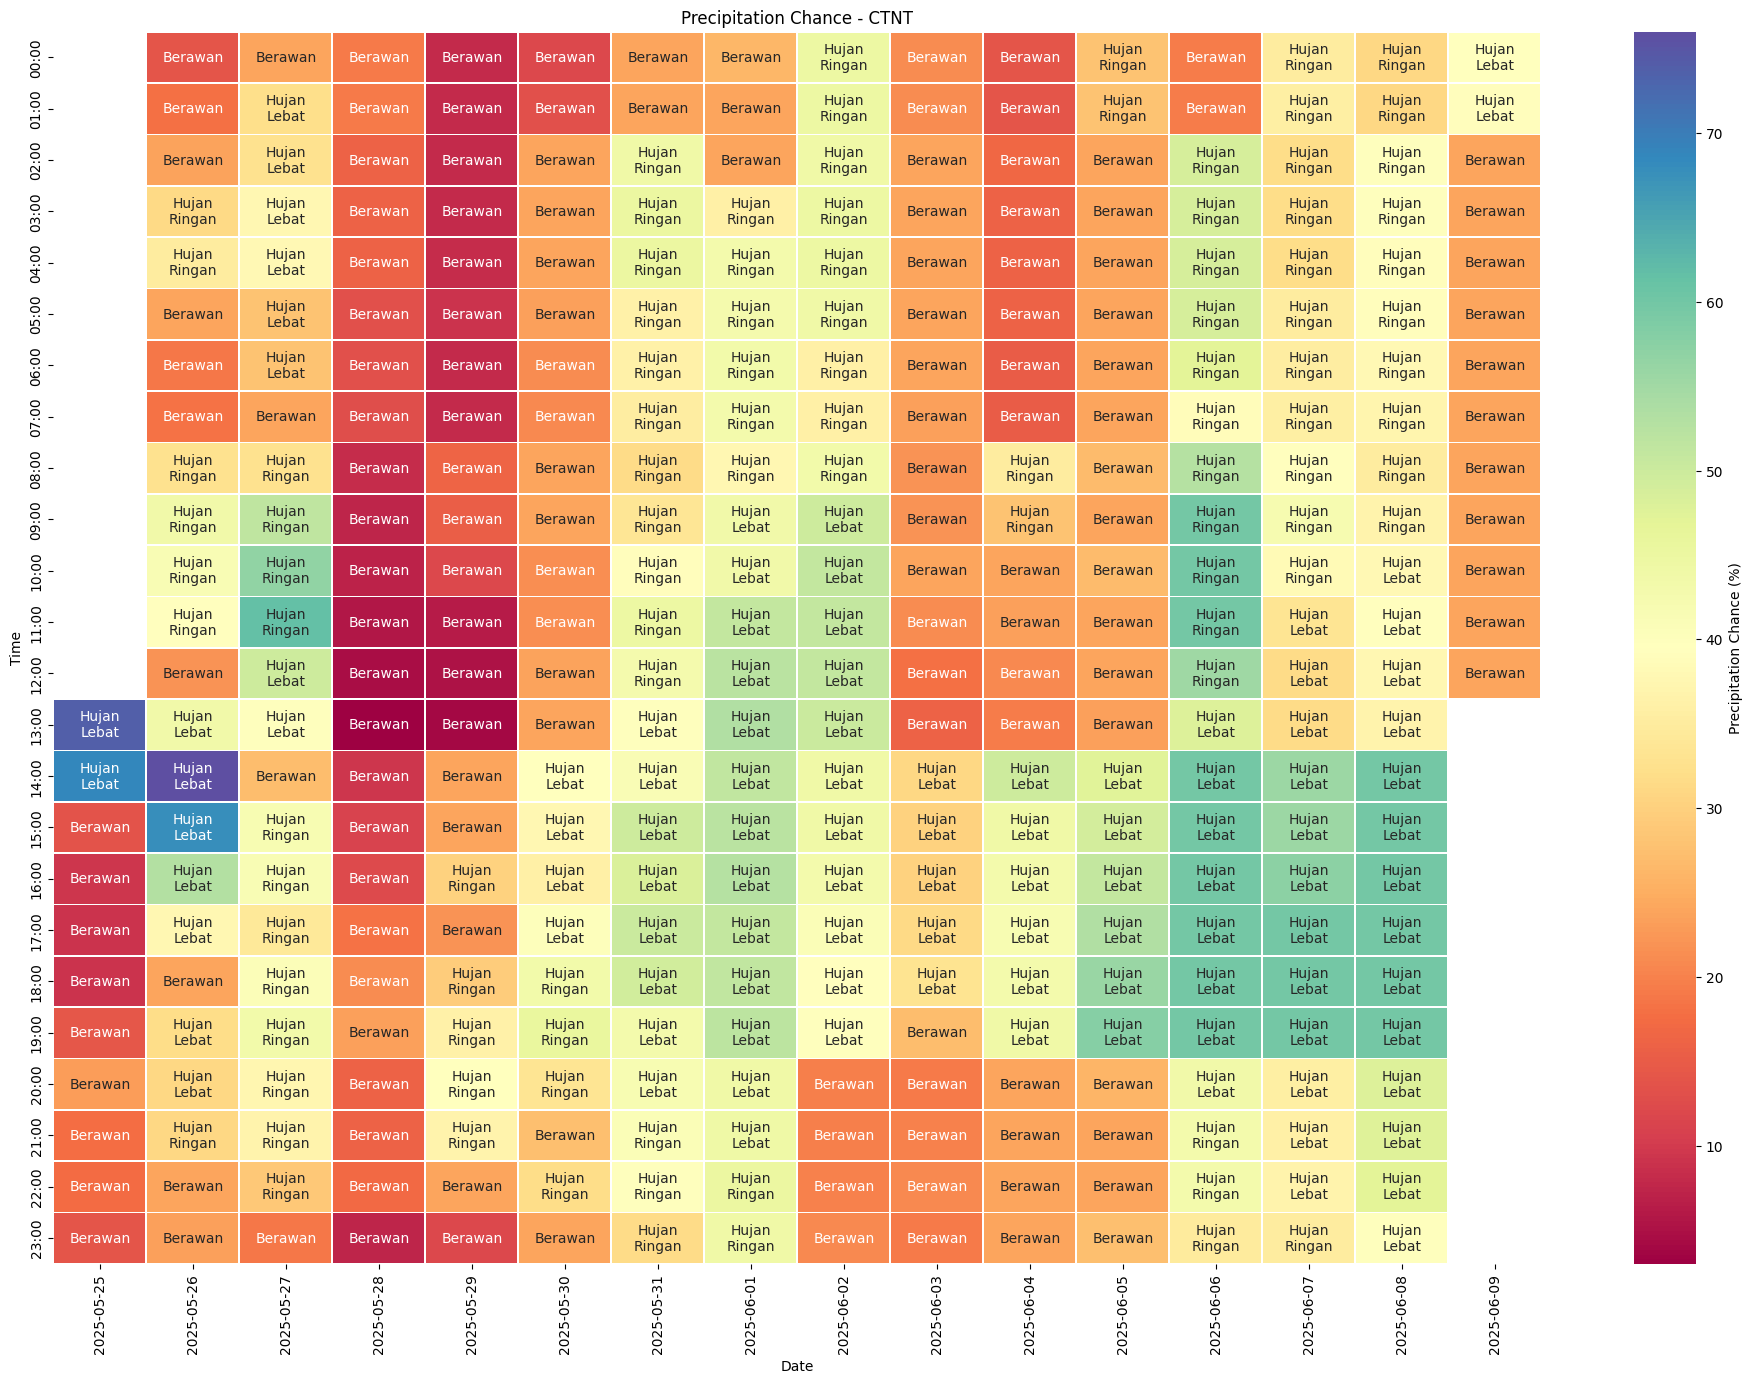 Precipitation Chance - CTNT
00:00 Berawan Berawan Berawan Berawan Berawan Berawan Berawan Hujan Ringan Berawan Berawan Hujan Ringan Berawan Hujan Ringan Hujan Ringan Hujan Lebat
01:00 Berawan Hujan Lebat Berawan Berawan Berawan Berawan Berawan Hujan Ringan Berawan Berawan Hujan Ringan Berawan Hujan Ringan Hujan Ringan Hujan Lebat
02:00 Berawan Hujan Lebat Berawan Berawan Berawan Hujan Ringan Berawan Hujan Ringan Berawan Berawan Berawan Hujan Ringan Hujan Ringan Hujan Ringan Berawan
03:00 Hujan Ringan Hujan Lebat Berawan Berawan Berawan Hujan Ringan Hujan Ringan Hujan Ringan Berawan Berawan Berawan Hujan Ringan Hujan Ringan Hujan Ringan Berawan
04:00 Hujan Ringan Hujan Lebat Berawan Berawan Berawan Hujan Ringan Hujan Ringan Hujan Ringan Berawan Berawan Berawan Hujan Ringan Hujan Ringan Hujan Ringan Berawan
05:00 Berawan Hujan Lebat Berawan Berawan Berawan Hujan Ringan Hujan Ringan Hujan Ringan Berawan Berawan Berawan Hujan Ringan Hujan Ringan Hujan Ringan Berawan
06:00 Berawan Hujan Lebat Berawan Berawan Berawan Hujan Ringan Hujan Ringan Hujan Ringan Berawan Berawan Berawan Hujan Ringan Hujan Ringan Hujan Ringan Berawan
07:00 Berawan Berawan Berawan Berawan Berawan Hujan Ringan Hujan Ringan Hujan Ringan Berawan Berawan Berawan Hujan Ringan Hujan Ringan Hujan Ringan Berawan
08:00 Hujan Ringan Hujan Ringan Berawan Berawan Berawan Hujan Ringan Hujan Ringan Hujan Ringan Berawan Hujan Ringan Berawan Hujan Ringan Hujan Ringan Hujan Ringan Berawan
09:00 Hujan Ringan Hujan Ringan Berawan Berawan Berawan Hujan Ringan Hujan Lebat Hujan Lebat Berawan Hujan Ringan Berawan Hujan Ringan Hujan Ringan Hujan Ringan Berawan
10:00 Hujan Ringan Hujan Ringan Berawan Berawan Berawan Hujan Ringan Hujan Lebat Hujan Lebat Berawan Berawan Berawan Hujan Ringan Hujan Ringan Hujan Lebat Berawan
11:00 Hujan Ringan Hujan Ringan Berawan Berawan Berawan Hujan Ringan Hujan Lebat Hujan Lebat Berawan Berawan Berawan Hujan Ringan Hujan Lebat Hujan Lebat Berawan
12:00 Berawan Hujan Lebat Berawan Berawan Berawan Hujan Ringan Hujan Lebat Hujan Lebat Berawan Berawan Berawan Hujan Ringan Hujan Lebat Hujan Lebat Berawan
13:00 Hujan Lebat Hujan Lebat Hujan Lebat Berawan Berawan Berawan Hujan Lebat Hujan Lebat Hujan Lebat Berawan Berawan Berawan Hujan Lebat Hujan Lebat Hujan Lebat
14:00 Hujan Lebat Hujan Lebat Berawan Berawan Berawan Hujan Lebat Hujan Lebat Hujan Lebat Hujan Lebat Hujan Lebat Hujan Lebat Hujan Lebat Hujan Lebat Hujan Lebat Hujan Lebat
15:00 Berawan Hujan Lebat Hujan Ringan Berawan Berawan Hujan Lebat Hujan Lebat Hujan Lebat Hujan Lebat Hujan Lebat Hujan Lebat Hujan Lebat Hujan Lebat Hujan Lebat Hujan Lebat
16:00 Berawan Hujan Lebat Hujan Ringan Berawan Hujan Ringan Hujan Lebat Hujan Lebat Hujan Lebat Hujan Lebat Hujan Lebat Hujan Lebat Hujan Lebat Hujan Lebat Hujan Lebat Hujan Lebat
17:00 Berawan Hujan Lebat Hujan Ringan Berawan Berawan Hujan Lebat Hujan Lebat Hujan Lebat Hujan Lebat Hujan Lebat Hujan Lebat Hujan Lebat Hujan Lebat Hujan Lebat Hujan Lebat
18:00 Berawan Berawan Hujan Ringan Berawan Hujan Ringan Hujan Ringan Hujan Lebat Hujan Lebat Hujan Lebat Hujan Lebat Hujan Lebat Hujan Lebat Hujan Lebat Hujan Lebat Hujan Lebat
19:00 Berawan Hujan Lebat Hujan Ringan Berawan Hujan Ringan Hujan Ringan Hujan Lebat Hujan Lebat Hujan Lebat Berawan Hujan Lebat Hujan Lebat Hujan Lebat Hujan Lebat Hujan Lebat
20:00 Berawan Hujan Lebat Hujan Ringan Berawan Hujan Ringan Hujan Ringan Hujan Lebat Hujan Lebat Berawan Berawan Berawan Berawan Hujan Lebat Hujan Lebat Hujan Lebat
21:00 Berawan Hujan Ringan Hujan Ringan Berawan Hujan Ringan Berawan Hujan Ringan Hujan Lebat Berawan Berawan Berawan Berawan Hujan Ringan Hujan Lebat Hujan Lebat
22:00 Berawan Berawan Hujan Ringan Berawan Berawan Hujan Ringan Hujan Ringan Hujan Ringan Berawan Berawan Berawan Berawan Hujan Ringan Hujan Lebat Hujan Lebat
23:00 Berawan Berawan Berawan Berawan Berawan Berawan Hujan Ringan Hujan Ringan Berawan Berawan Berawan Berawan Hujan Ringan Hujan Ringan Hujan Lebat
Time
2025-05-25 2025-05-26 2025-05-27 2025-05-28 2025-05-29 2025-05-30 2025-05-31 2025-06-01 2025-06-02 2025-06-03 2025-06-04 2025-06-05 2025-06-06 2025-06-07 2025-06-08 2025-06-09
Date
70
60
50
40
30
20
10
Precipitation Chance (%)